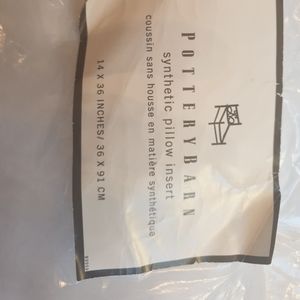 POTTERYBARN
synthetic pillow insert
coussin sans housse en matière synthétique
14 X 36 INCHES/ 36 X 91 CM